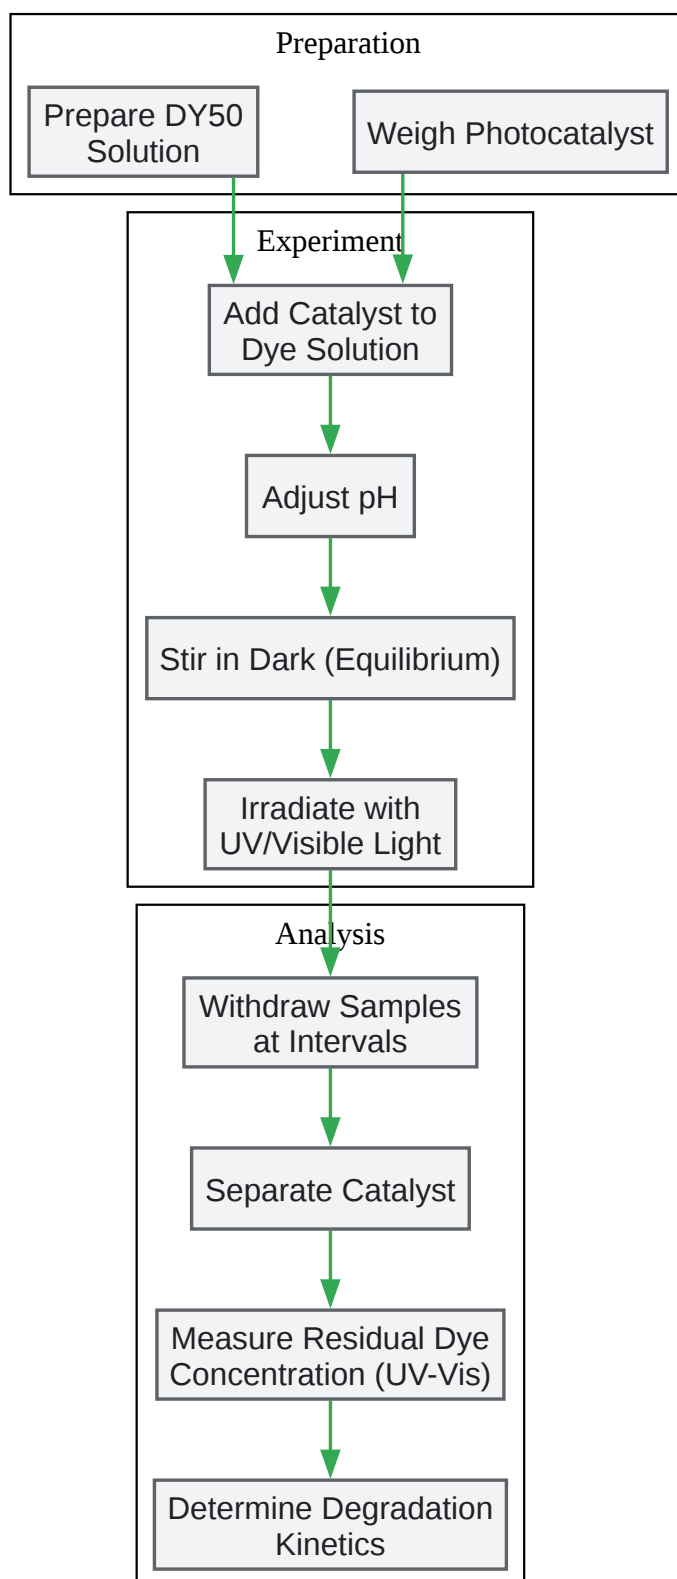 Preparation
Prepare DY50
Solution
Weigh Photocatalyst
Experiment
Add Catalyst to
Dye Solution
Adjust pH
Stir in Dark (Equilibrium)
Irradiate with
UV/Visible Light
Analysis
Withdraw Samples
at Intervals
Separate Catalyst
Measure Residual Dye
Concentration (UV-Vis)
Determine Degradation
Kinetics